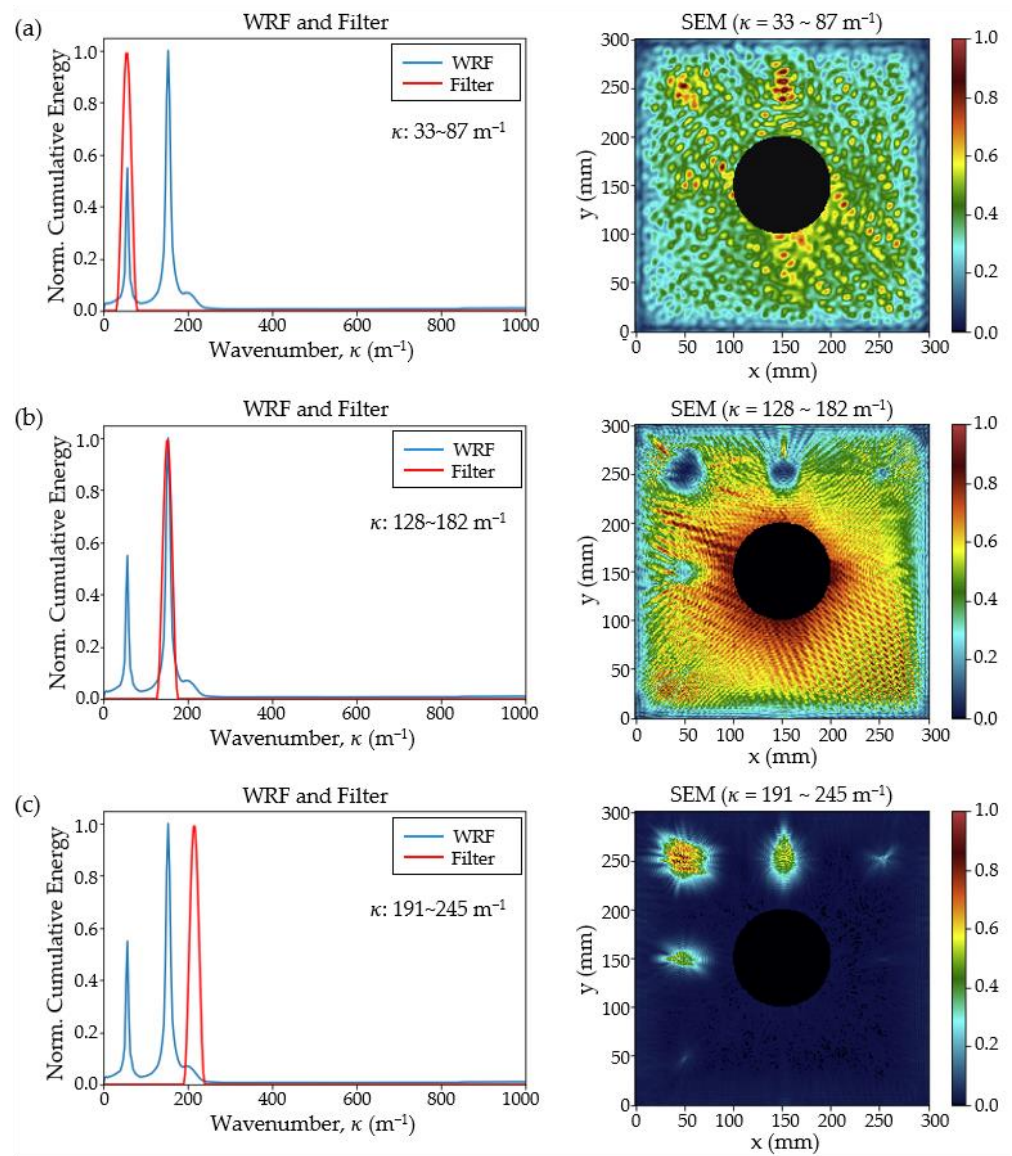 (a)
WRF and Filter
Norm. Cumulative Energy
1.0
0.8
0.6
0.4
0.2
0.0
WRF
Filter
κ: 33~87 m⁻¹
0 200 400 600 800 1000
Wavenumber, κ (m⁻¹)
SEM (κ = 33 ~ 87 m⁻¹)
y (mm)
300
250
200
150
100
50
0
0 50 100 150 200 250 300
x (mm)
1.0
0.8
0.6
0.4
0.2
0.0
(b)
WRF and Filter
Norm. Cumulative Energy
1.0
0.8
0.6
0.4
0.2
0.0
WRF
Filter
κ: 128~182 m⁻¹
0 200 400 600 800 1000
Wavenumber, κ (m⁻¹)
SEM (κ = 128 ~ 182 m⁻¹)
y (mm)
300
250
200
150
100
50
0
0 50 100 150 200 250 300
x (mm)
1.0
0.8
0.6
0.4
0.2
0.0
(c)
WRF and Filter
Norm. Cumulative Energy
1.0
0.8
0.6
0.4
0.2
0.0
WRF
Filter
κ: 191~245 m⁻¹
0 200 400 600 800 1000
Wavenumber, κ (m⁻¹)
SEM (κ = 191 ~ 245 m⁻¹)
y (mm)
300
250
200
150
100
50
0
0 50 100 150 200 250 300
x (mm)
1.0
0.8
0.6
0.4
0.2
0.0